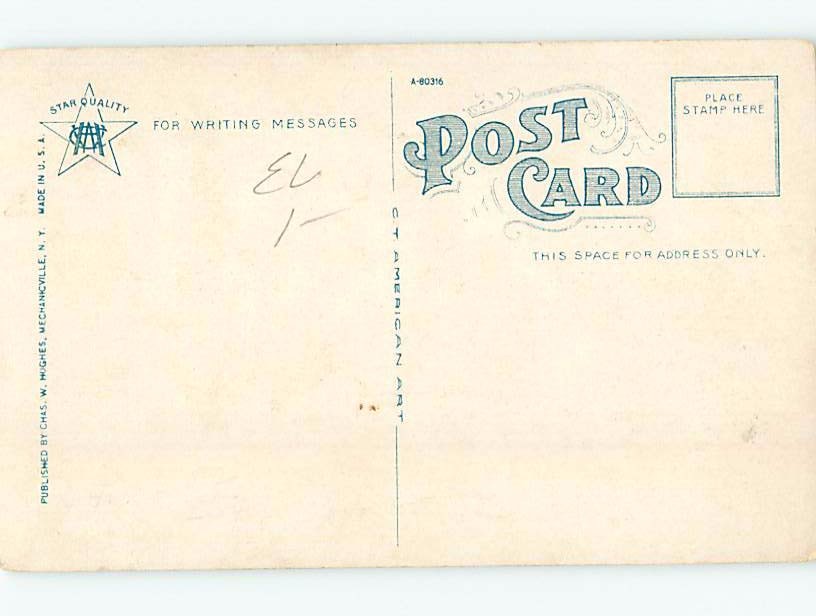 STAR QUALITY
CWH
FOR WRITING MESSAGES
PUBLISHED BY CHAS. W. HUGHES, MECHANICVILLE, N. Y. MADE IN U. S. A.
C. T. AMERICAN ART
A-80316
POST
CARD
PLACE
STAMP HERE
THIS SPACE FOR ADDRESS ONLY.